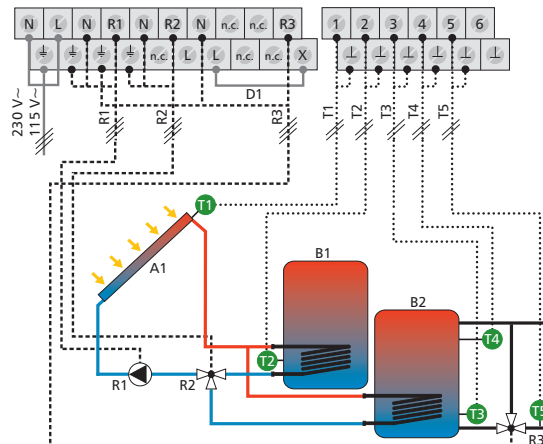 N L N R1 N R2 N n.c. n.c. R3
n.c. L L n.c. n.c. X
1 2 3 4 5 6
D1
230 V~
115 V~
R1
R2
R3
T1
T2
T3
T4
T5
T1
A1
B1
B2
T2
T4
R1
R2
T3
T5
R3